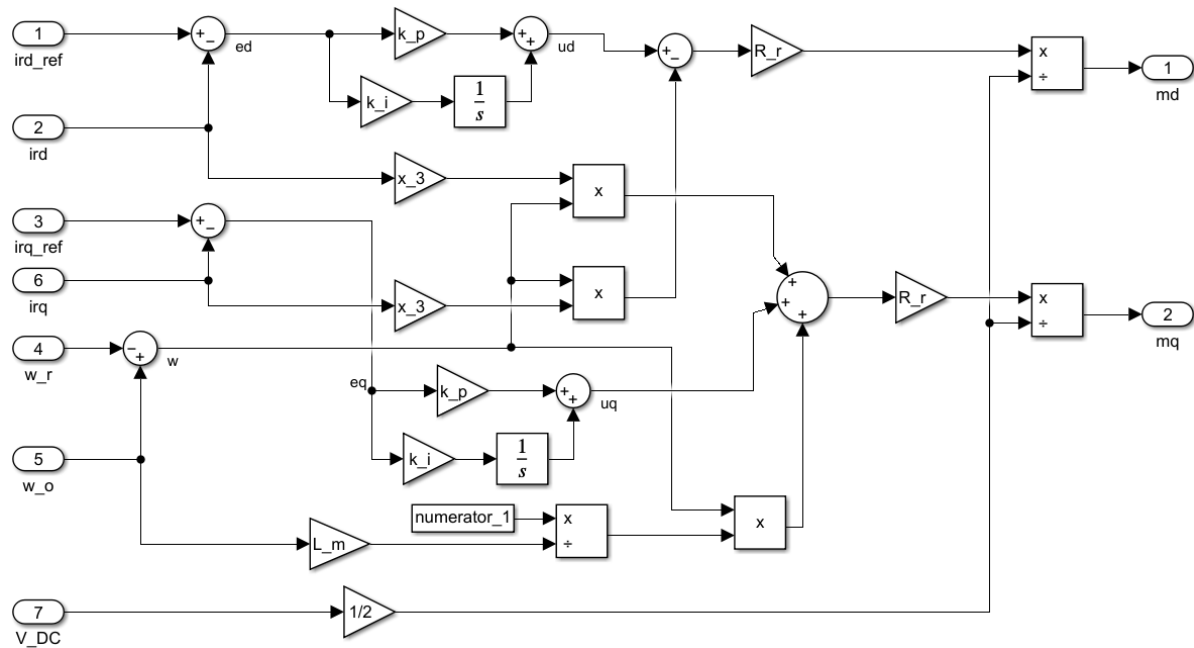 1
ird_ref
+
−
ed
k_p
+
+
ud
+
−
R_r
x
÷
1
md
k_i
1
s
2
ird
x_3
x
3
irq_ref
+
−
6
irq
x_3
x
+
+
+
R_r
x
÷
2
mq
4
w_r
−
+
w
eq
k_p
+
+
uq
5
w_o
k_i
1
s
numerator_1
x
÷
x
L_m
7
V_DC
1/2